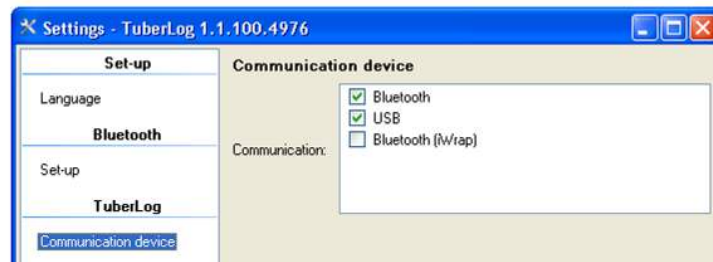 Settings - TuberLog 1.1.100.4976
Set-up
Language
Bluetooth
Set-up
TuberLog
Communication device
Communication device
Communication:
Bluetooth
USB
Bluetooth (iWrap)